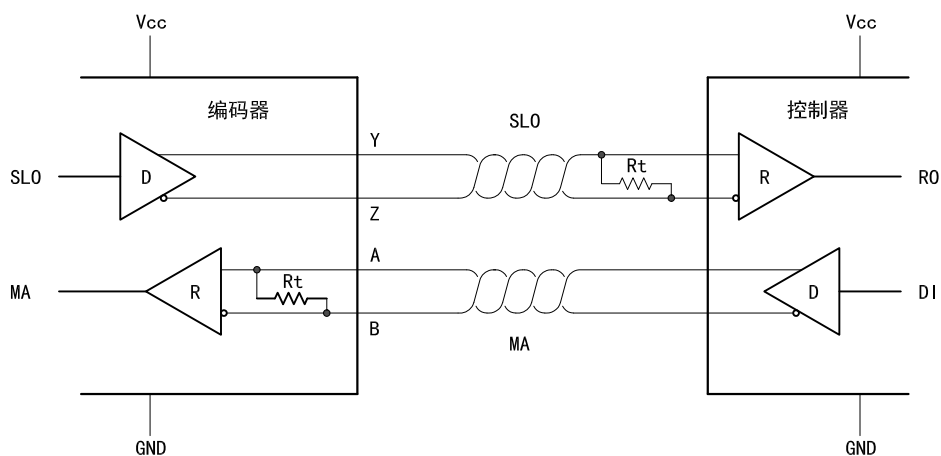 Vcc
Vcc
编码器
控制器
SLO
Y
SLO
D
Rt
R
RO
Z
A
MA
R
Rt
D
DI
B
MA
GND
GND